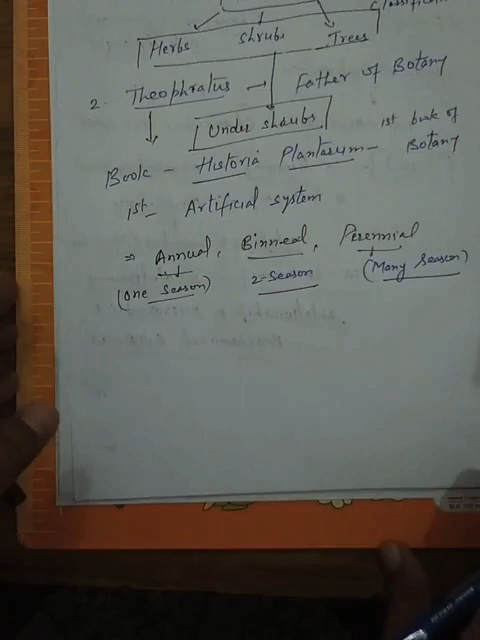 Herbs shrubs Trees
2. Theophratus → Father of Botany
Under shrubs
Book - Historia Plantarum - 1st book of Botany
1st - Artificial system
⇒ Annual, Binneal, Perennial
(One Season) 2-Season (Many Season)